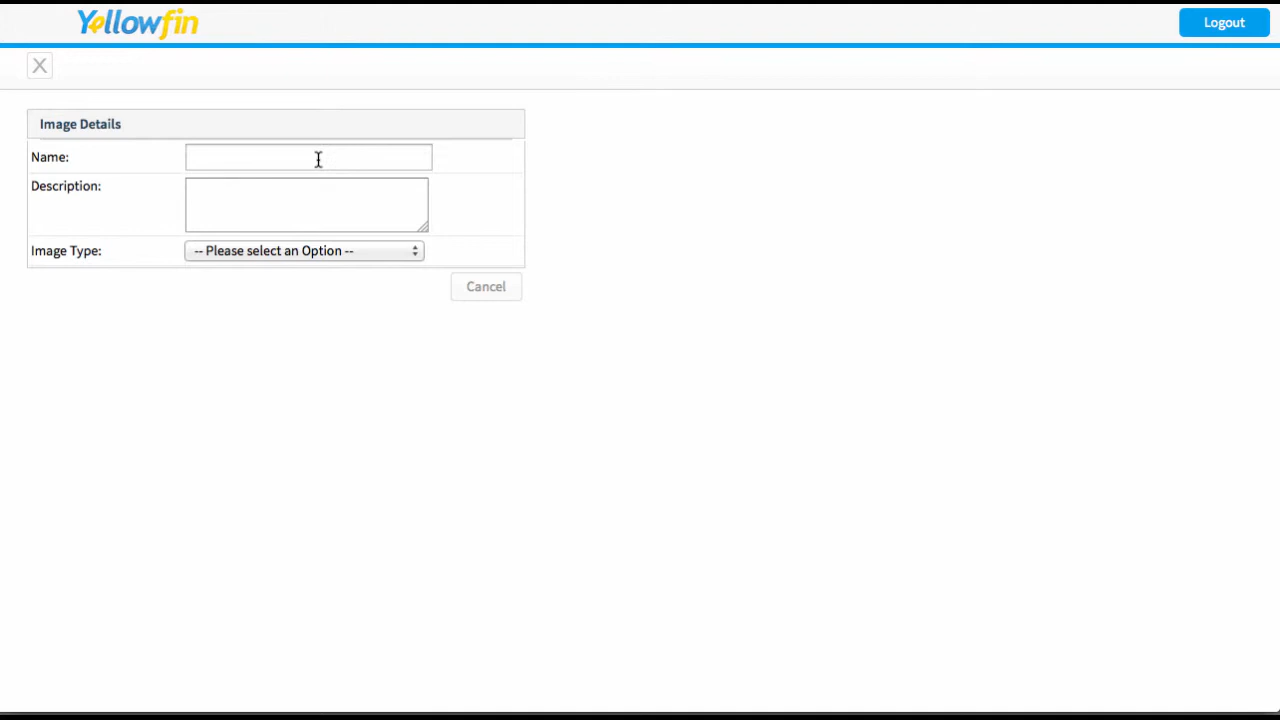 Yellowfin
Logout
X
Image Details
Name:
Description:
Image Type:
-- Please select an Option --
Cancel